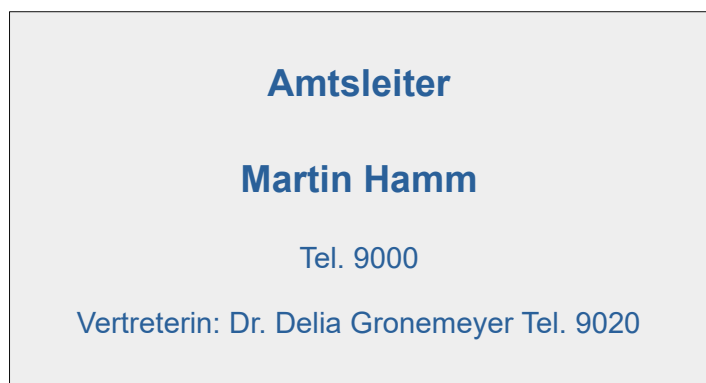 Amtsleiter
Martin Hamm
Tel. 9000
Vertreterin: Dr. Delia Gronemeyer Tel. 9020